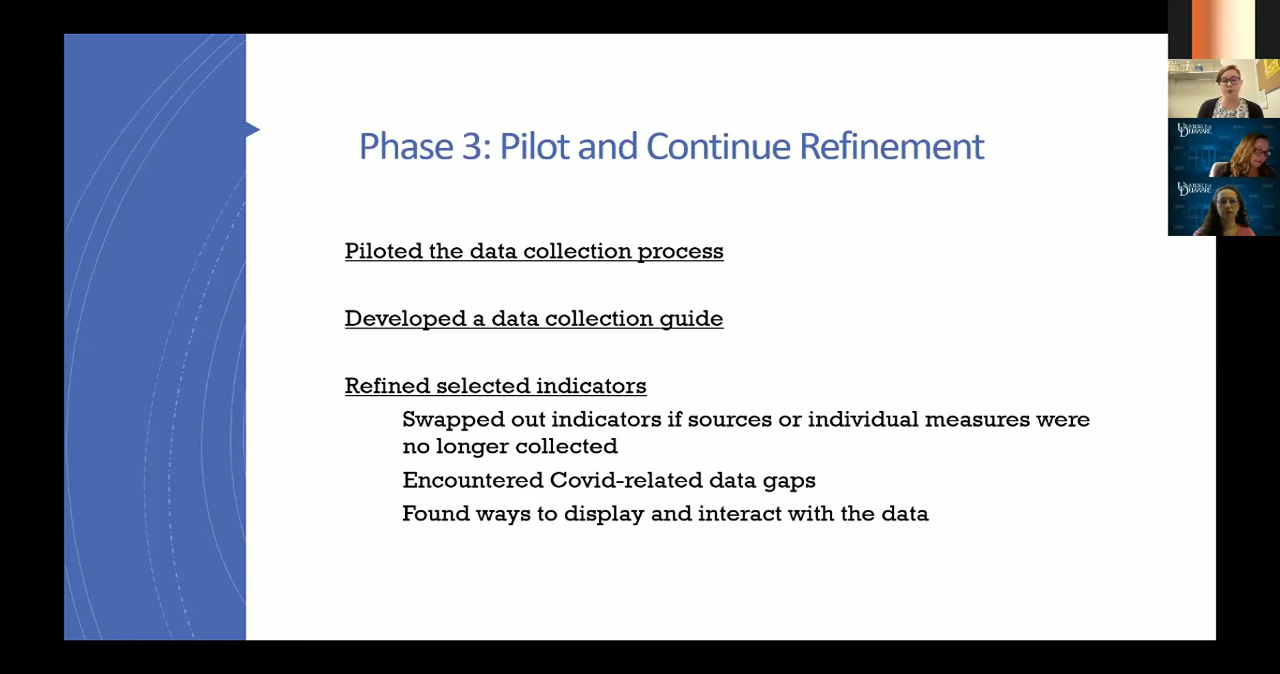 Phase 3: Pilot and Continue Refinement
Piloted the data collection process
Developed a data collection guide
Refined selected indicators
Swapped out indicators if sources or individual measures were
no longer collected
Encountered Covid-related data gaps
Found ways to display and interact with the data